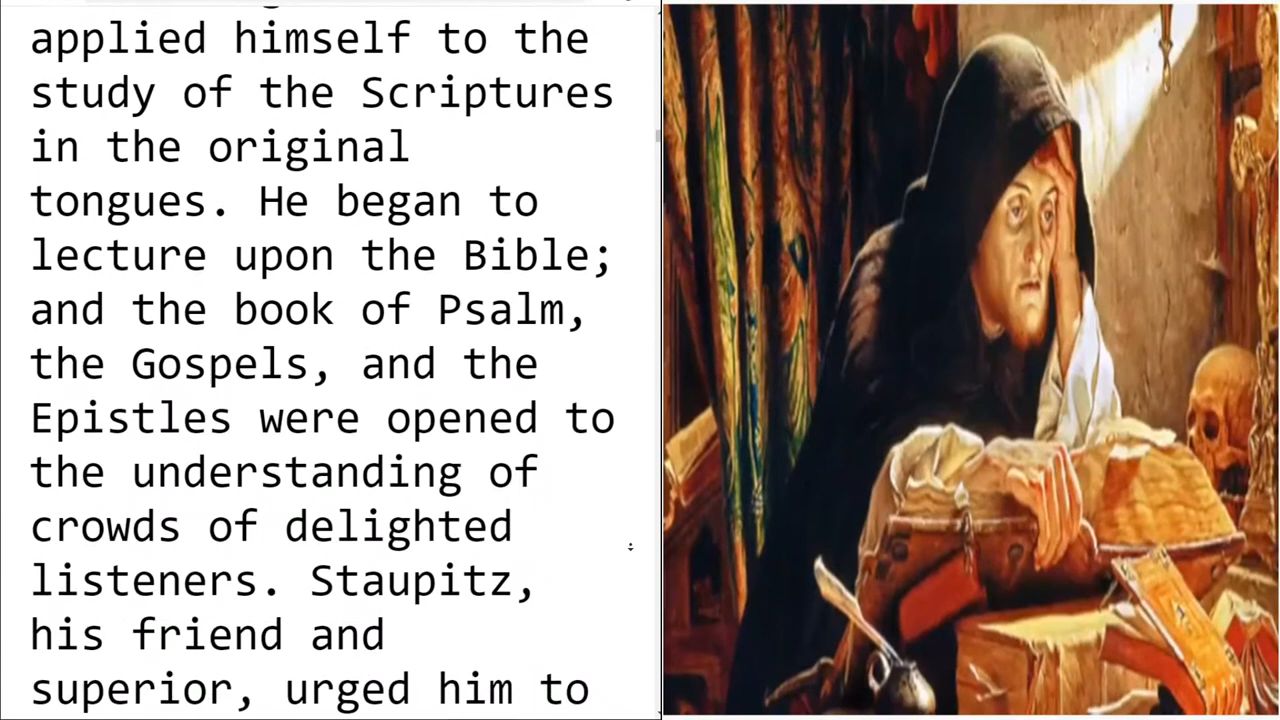 applied himself to the
study of the Scriptures
in the original
tongues. He began to
lecture upon the Bible;
and the book of Psalm,
the Gospels, and the
Epistles were opened to
the understanding of
crowds of delighted
listeners. Staupitz,
his friend and
superior, urged him to